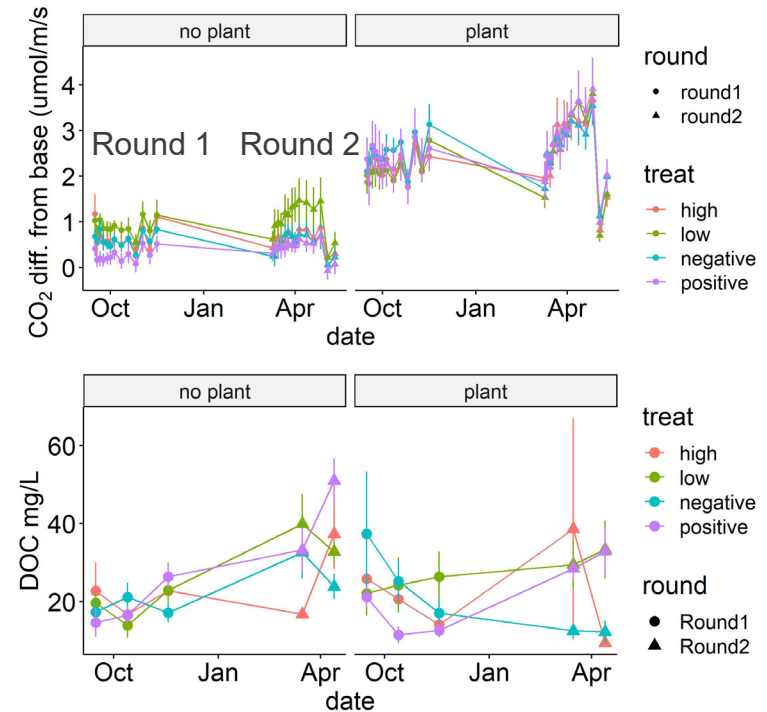 no plant
plant
CO2 diff. from base (umol/m/s)
4
3
2
1
0
Round 1
Round 2
Oct
Jan
Apr
Oct
Jan
Apr
date
round
round1
round2
treat
high
low
negative
positive
no plant
plant
DOC mg/L
60
40
20
Oct
Jan
Apr
Oct
Jan
Apr
date
treat
high
low
negative
positive
round
Round1
Round2